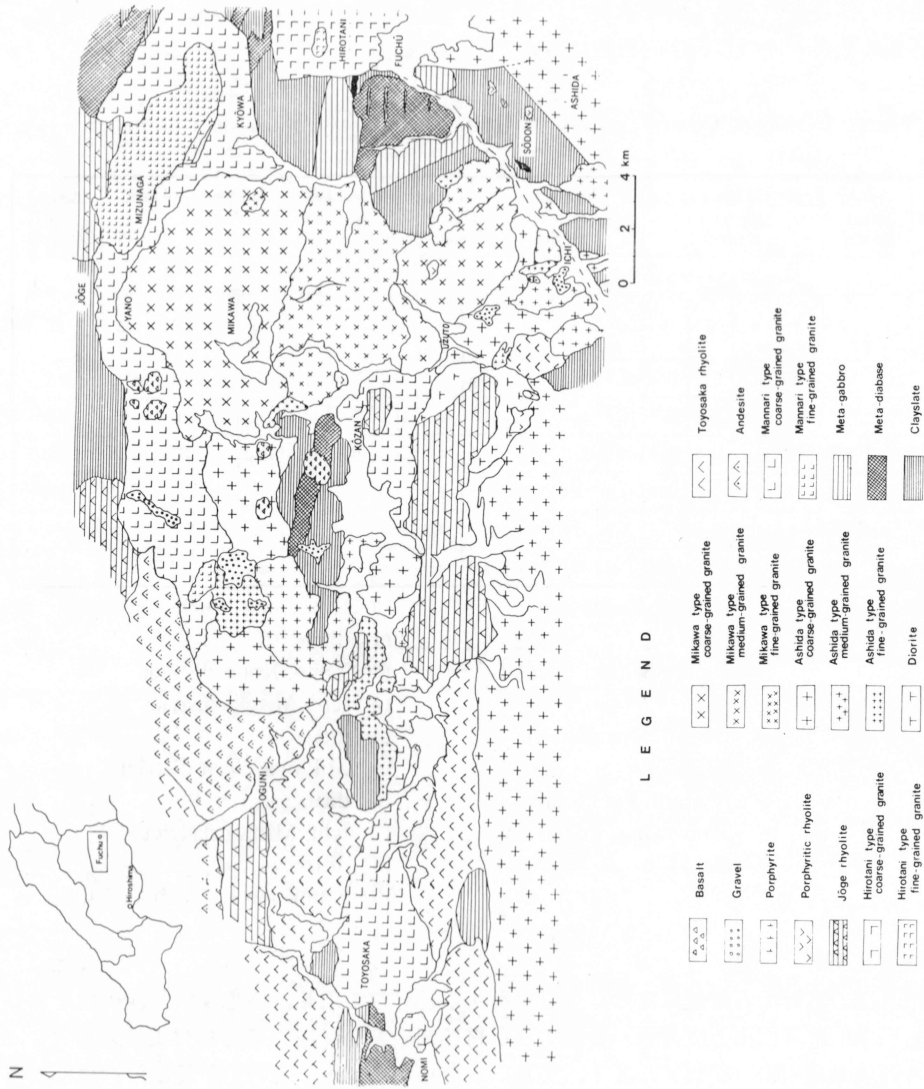 N
Fuchu
Hiroshima
JŌGE
YANO
MIZUNAGA
KYŌWA
HIROTANI
FUCHŪ
MIKAWA
OGUNI
KŌZAN
UZUTO
SŌDON
ASHIDA
ICHI
TOYOSAKA
NOMI
0 2 4 km
LEGEND
Basalt
Gravel
Porphyrite
Porphyritic rhyolite
Jōge rhyolite
Hirotani type
coarse-grained granite
Hirotani type
fine-grained granite
Mikawa type
coarse-grained granite
Mikawa type
medium-grained granite
Mikawa type
fine-grained granite
Ashida type
coarse-grained granite
Ashida type
medium-grained granite
Ashida type
fine-grained granite
Diorite
Toyosaka rhyolite
Andesite
Mannari type
coarse-grained granite
Mannari type
fine-grained granite
Meta-gabbro
Meta-diabase
Clayslate